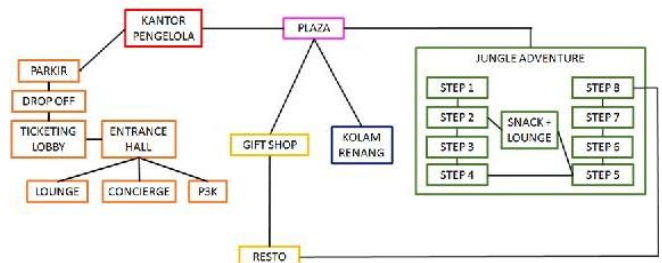 KANTOR
PENGELOLA
PLAZA
JUNGLE ADVENTURE
PARKIR
DROP OFF
TICKETING
LOBBY
ENTRANCE
HALL
LOUNGE
CONCIERGE
P3K
GIFT SHOP
KOLAM
RENANG
RESTO
STEP 1
STEP 2
STEP 3
STEP 4
SNACK +
LOUNGE
STEP 8
STEP 7
STEP 6
STEP 5